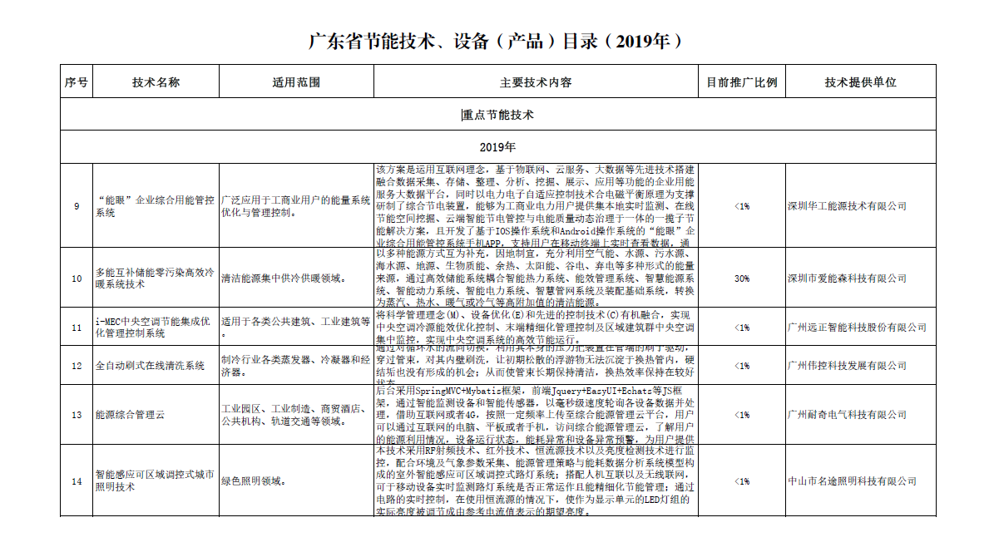 广东省节能技术、设备（产品）目录（2019年）
序号 技术名称 适用范围 主要技术内容 目前推广比例 技术提供单位
重点节能技术
2019年
9
“能眼”企业综合用能管控
系统
广泛应用于工商业用户的能量系统
优化与管理控制。
该方案是运用互联网理念，基于物联网、云服务、大数据等先进技术搭建
融合数据采集、存储、整理、分析、挖掘、展示、应用等功能的企业用能
服务大数据平台，同时以电力电子自适应控制技术合电磁平衡原理为支撑
研制了综合节电装置，能够为工商业电力用户提供集本地实时监测、在线
节能空间挖掘、云端智能节电管控与电能质量动态治理于一体的一揽子节
能解决方案，且开发了基于IOS操作系统和Android操作系统的“能眼”企
业综合用能管控系统手机APP，支持用户在移动终端上实时查看数据，通
<1%
深圳华工能源技术有限公司
10
多能互补储能零污染高效冷
暖系统技术
清洁能源集中供冷供暖领域。
以多种能源方式互为补充，因地制宜，充分利用空气能、水源、污水源、
海水源、地源、生物质能、余热、太阳能、谷电、弃电等多种形式的能量
来源，通过高效储能系统耦合智能热力系统、能效管理系统、智慧能源系
统、智能动力系统、智能电力系统、智慧管网系统及装配基础系统，转换
为蒸汽、热水、暖气或冷气等高附加值的清洁能源。
30%
深圳市爱能森科技有限公司
11
i-MEC中央空调节能集成优
化管理控制系统
适用于各类公共建筑、工业建筑等
。
将科学管理理念(M)、设备优化(E)和先进的控制技术(C)有机融合，实现
中央空调冷源能效优化控制、末端精细化管理控制及区域建筑群中央空调
集中监控，实现中央空调系统的高效节能运行。
<1%
广州远正智能科技股份有限公司
12
全自动刷式在线清洗系统
制冷行业各类蒸发器、冷凝器和经
济器。
通过对循环水的流向切换，利用其本身的压力把装置在管端的刷子驱动，
穿过管束，对其内壁刷洗，让初期松散的浮游物无法沉淀于换热管内，硬
结垢也没有形成的机会；从而使管束长期保持清洁，换热效率保持在较好
状态
<1%
广州伟控科技发展有限公司
13
能源综合管理云
工业园区、工业制造、商贸酒店、
公共机构、轨道交通等领域。
后台采用SpringMVC+Mybatis框架，前端Jquery+EasyUI+Echats等JS框
架，通过智能监测设备和智能传感器，以毫秒级速度轮询各设备数据并处
理，借助互联网或者4G，按照一定频率上传至综合能源管理云平台，用户
可以通过互联网的电脑、平板或者手机，访问综合能源管理云，了解用户
的能源利用情况，设备运行状态，能耗异常和设备异常预警，为用户提供
<1%
广州耐奇电气科技有限公司
14
智能感应可区域调控式城市
照明技术
绿色照明领域。
本技术采用RF射频技术、红外技术、恒流源技术以及亮度检测技术进行监
控，配合环境及气象参数采集、能源管理策略与能耗数据分析系统模型构
成的室外智能感应可区域调控式路灯系统；搭配人机互联以及无线联网，
可于移动设备实时监测路灯系统是否正常运作且能精细化节能管理；通过
电路的实时控制，在使用恒流源的情况下，使作为显示单元的LED灯组的
实际亮度被调节成由参考电流值表示的期望亮度。
<1%
中山市名途照明科技有限公司